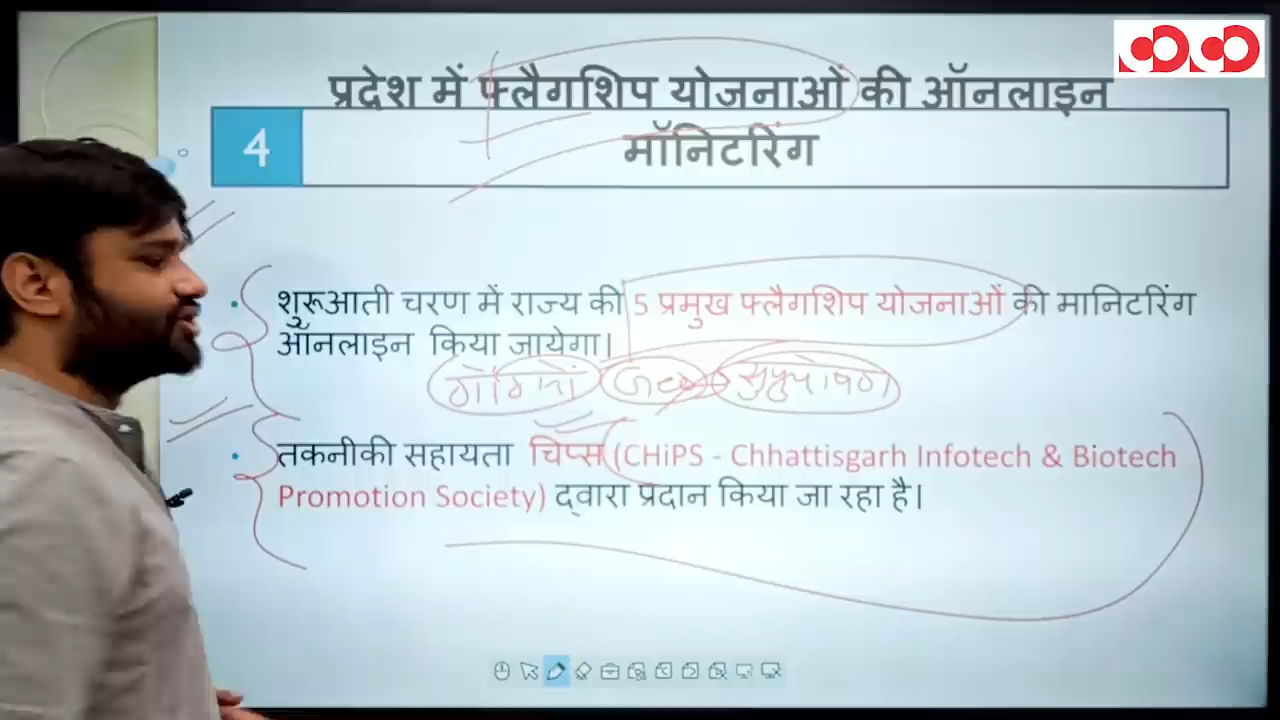 प्रदेश में फ्लैगशिप योजनाओं की ऑनलाइन
4
मॉनिटरिंग
शुरूआती चरण में राज्य की 5 प्रमुख फ्लैगशिप योजनाओं की मानिटरिंग
ऑनलाइन किया जायेगा।
तकनीकी सहायता चिप्स (CHiPS - Chhattisgarh Infotech & Biotech
Promotion Society) द्वारा प्रदान किया जा रहा है।